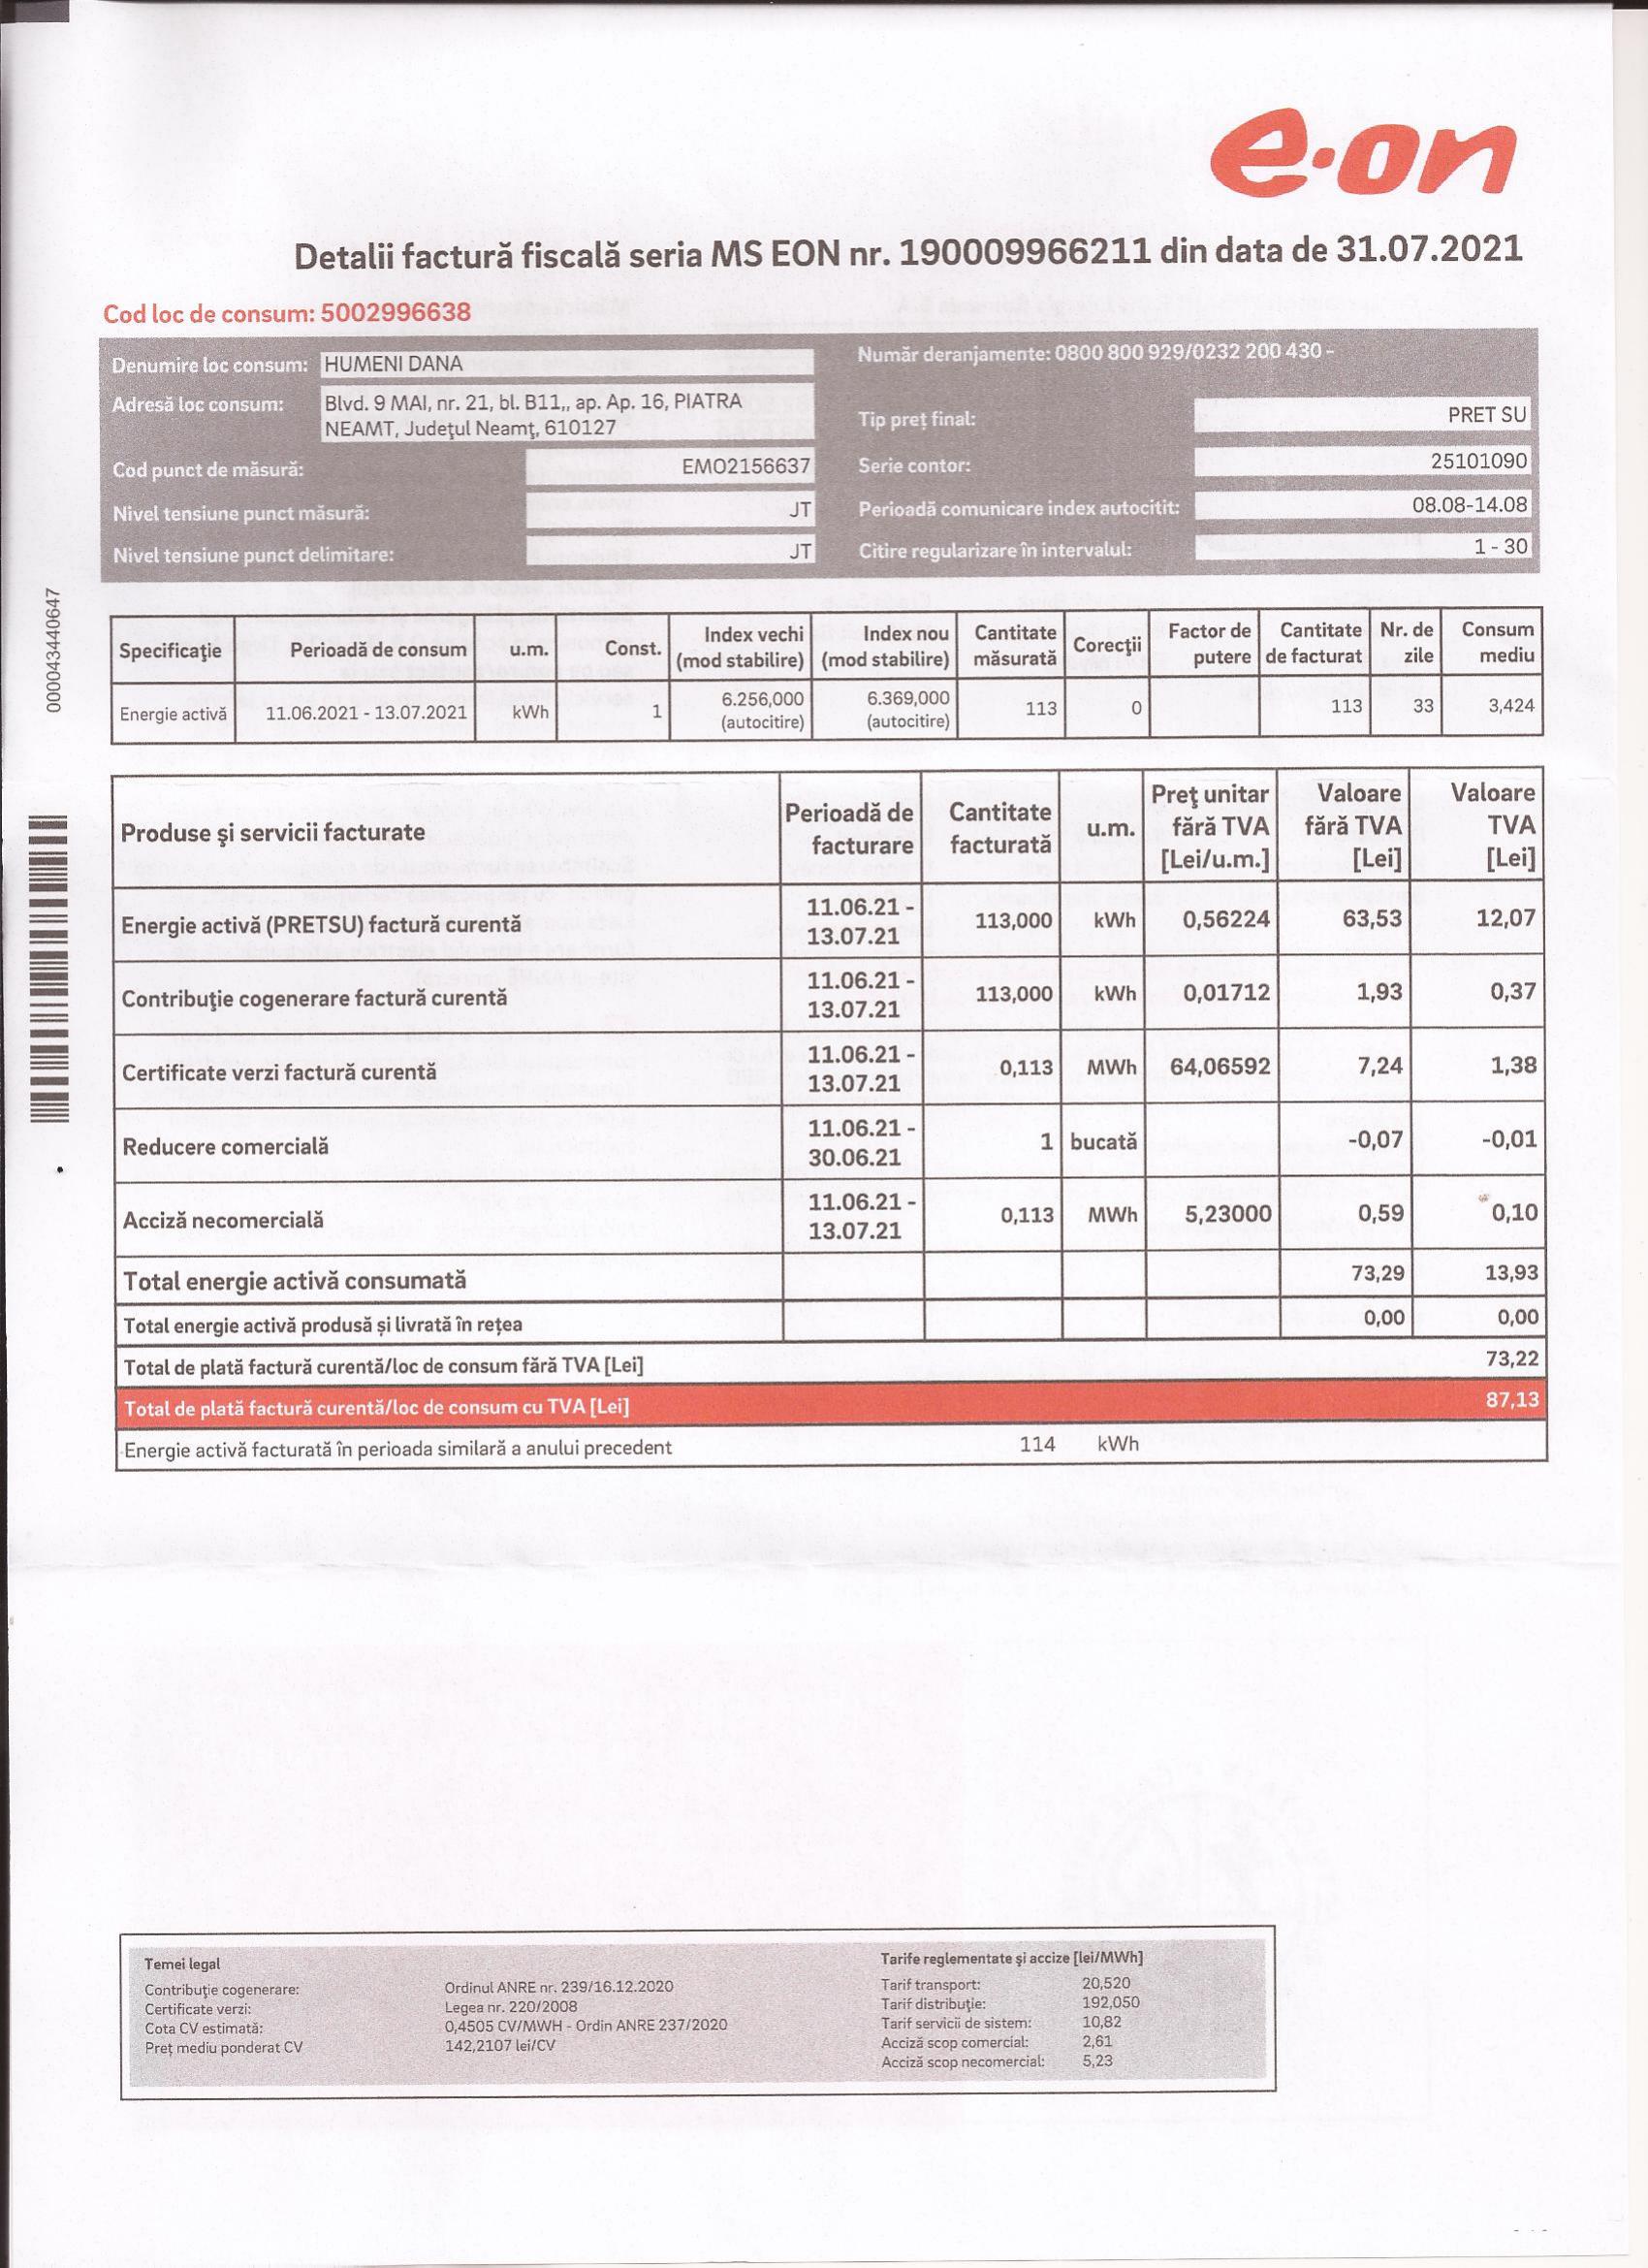 e·on
Detalii factură fiscală seria MS EON nr. 190009966211 din data de 31.07.2021
Cod loc de consum: 5002996638
Denumire loc consum: HUMENI DANA
Număr deranjamente: 0800 800 929/0232 200 430 -
Adresă loc consum: Blvd. 9 MAI, nr. 21, bl. B11,, ap. Ap. 16, PIATRA
NEAMT, Judeţul Neamţ, 610127
Tip preț final: PRET SU
Cod punct de măsură: EMO2156637
Serie contor: 25101090
Nivel tensiune punct măsură: JT
Perioadă comunicare index autocitit: 08.08-14.08
Nivel tensiune punct delimitare: JT
Citire regularizare în intervalul: 1 - 30
000043440647
Specificaţie Perioadă de consum u.m. Const. Index vechi (mod stabilire) Index nou (mod stabilire) Cantitate măsurată Corecţii Factor de putere Cantitate de facturat Nr. de zile Consum mediu
Energie activă 11.06.2021 - 13.07.2021 kWh 1 6.256,000 (autocitire) 6.369,000 (autocitire) 113 0 113 33 3,424
Produse şi servicii facturate Perioadă de facturare Cantitate facturată u.m. Preţ unitar fără TVA [Lei/u.m.] Valoare fără TVA [Lei] Valoare TVA [Lei]
Energie activă (PRETSU) factură curentă 11.06.21 - 13.07.21 113,000 kWh 0,56224 63,53 12,07
Contribuţie cogenerare factură curentă 11.06.21 - 13.07.21 113,000 kWh 0,01712 1,93 0,37
Certificate verzi factură curentă 11.06.21 - 13.07.21 0,113 MWh 64,06592 7,24 1,38
Reducere comercială 11.06.21 - 30.06.21 1 bucată -0,07 -0,01
Acciză necomercială 11.06.21 - 13.07.21 0,113 MWh 5,23000 0,59 0,10
Total energie activă consumată 73,29 13,93
Total energie activă produsă și livrată în rețea 0,00 0,00
Total de plată factură curentă/loc de consum fără TVA [Lei] 73,22
Total de plată factură curentă/loc de consum cu TVA [Lei] 87,13
Energie activă facturată în perioada similară a anului precedent 114 kWh
Temei legal
Contribuţie cogenerare: Ordinul ANRE nr. 239/16.12.2020
Certificate verzi: Legea nr. 220/2008
Cota CV estimată: 0,4505 CV/MWH - Ordin ANRE 237/2020
Preț mediu ponderat CV 142,2107 lei/CV
Tarife reglementate şi accize [lei/MWh]
Tarif transport: 20,520
Tarif distribuţie: 192,050
Tarif servicii de sistem: 10,82
Acciză scop comercial: 2,61
Acciză scop necomercial: 5,23